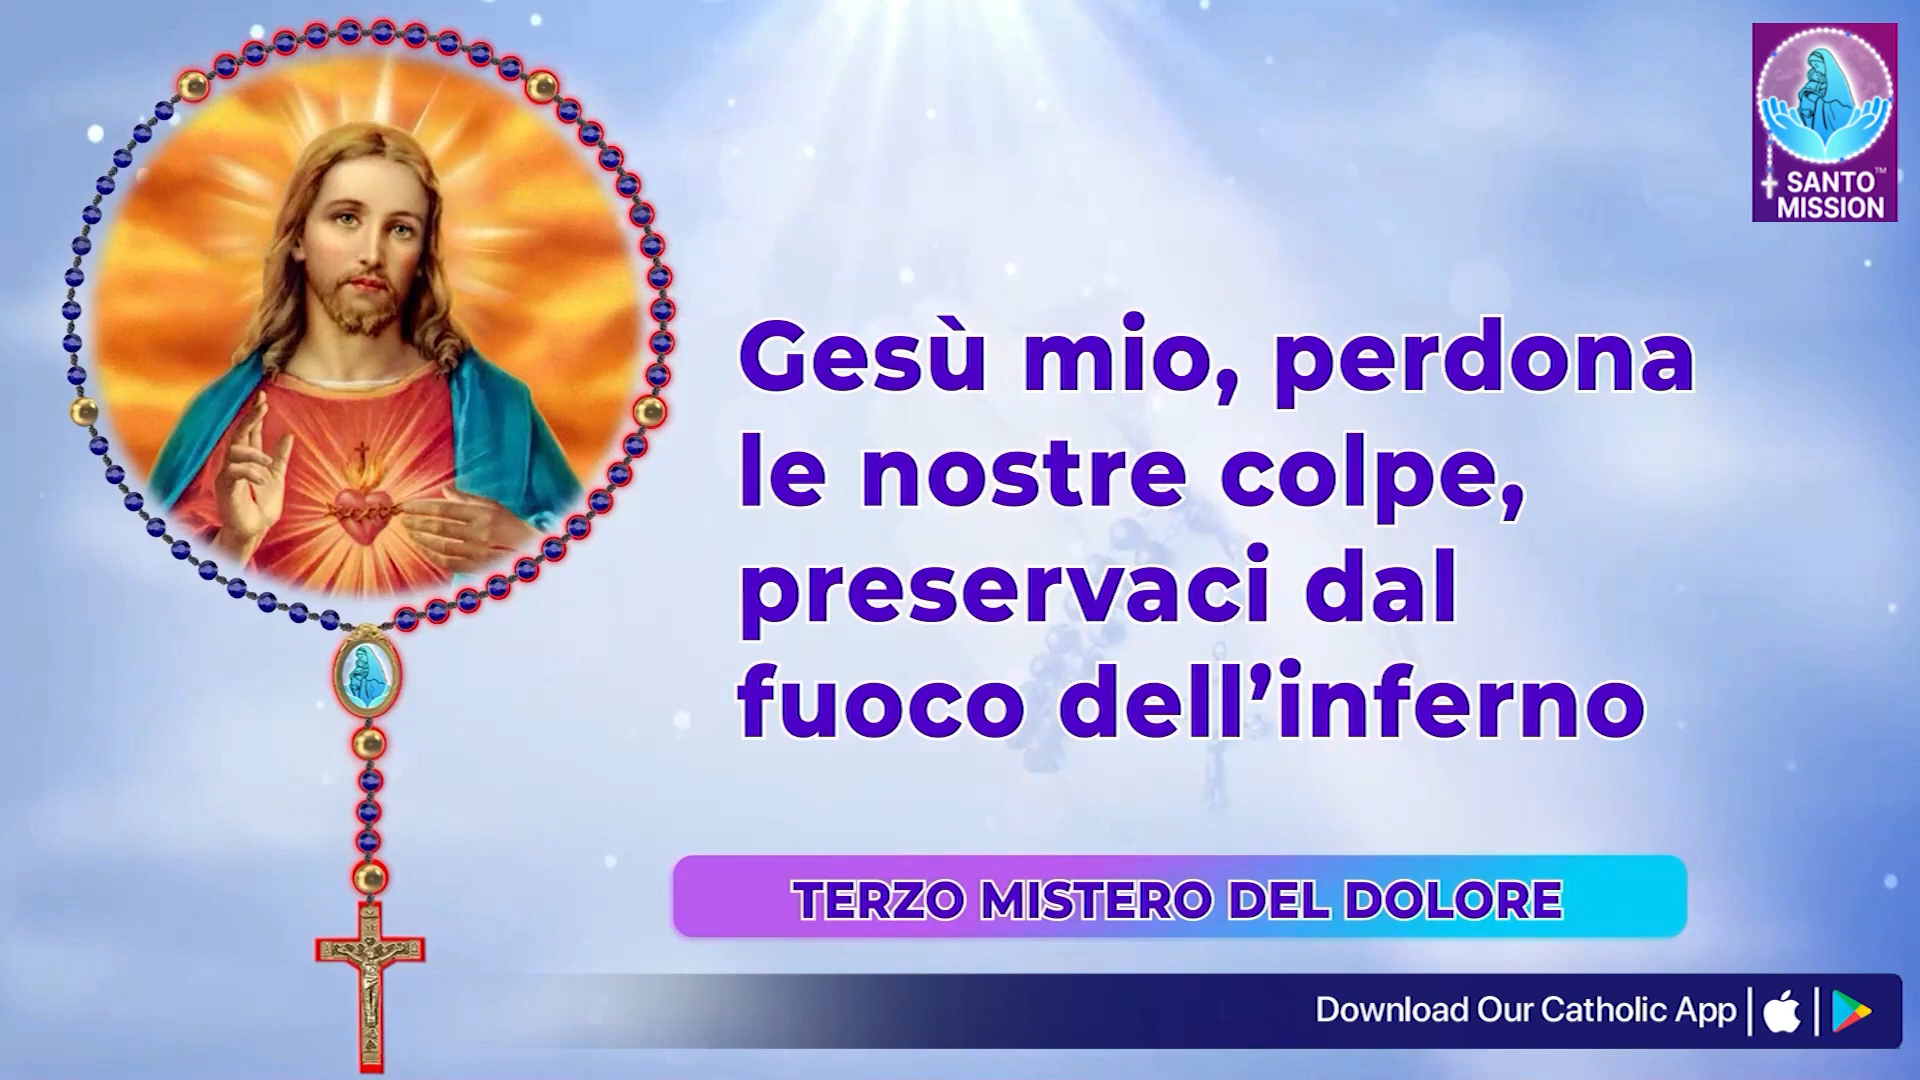 SANTO™
MISSION
Gesù mio, perdona
le nostre colpe,
preservaci dal
fuoco dell’inferno
TERZO MISTERO DEL DOLORE
Download Our Catholic App